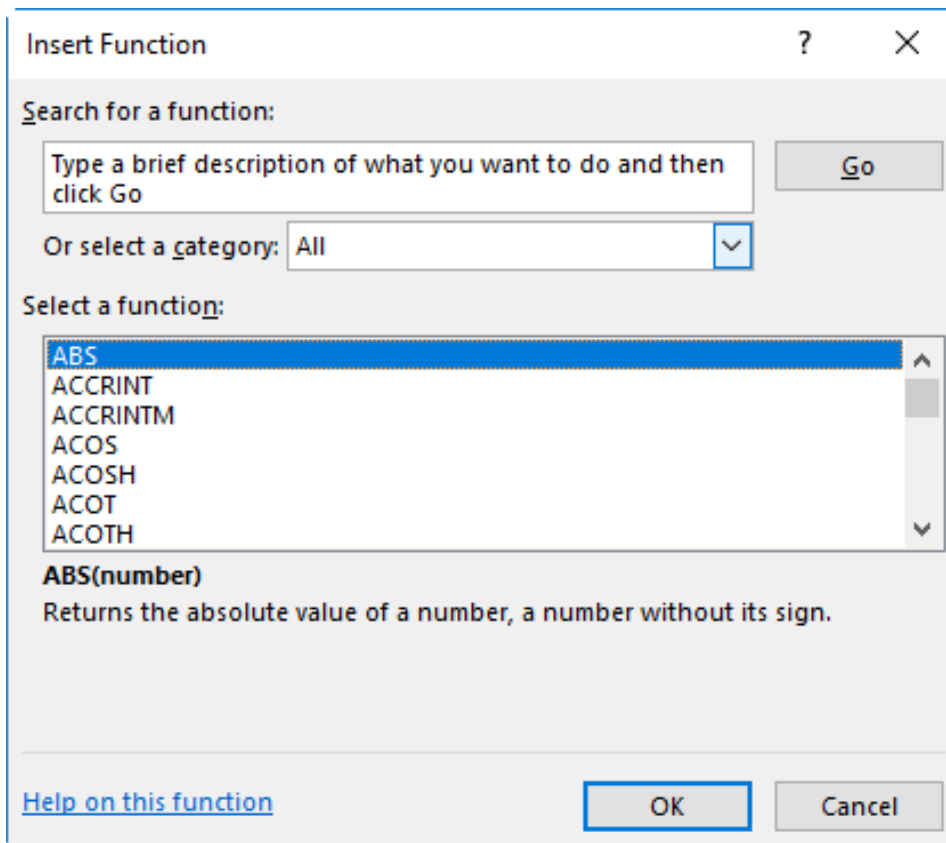 Insert Function
?
Search for a function:
Type a brief description of what you want to do and then
click Go
Go
Or select a category:
All
Select a function:
ABS
ACCRINT
ACCRINTM
ACOS
ACOSH
ACOT
ACOTH
ABS(number)
Returns the absolute value of a number, a number without its sign.
Help on this function
OK
Cancel